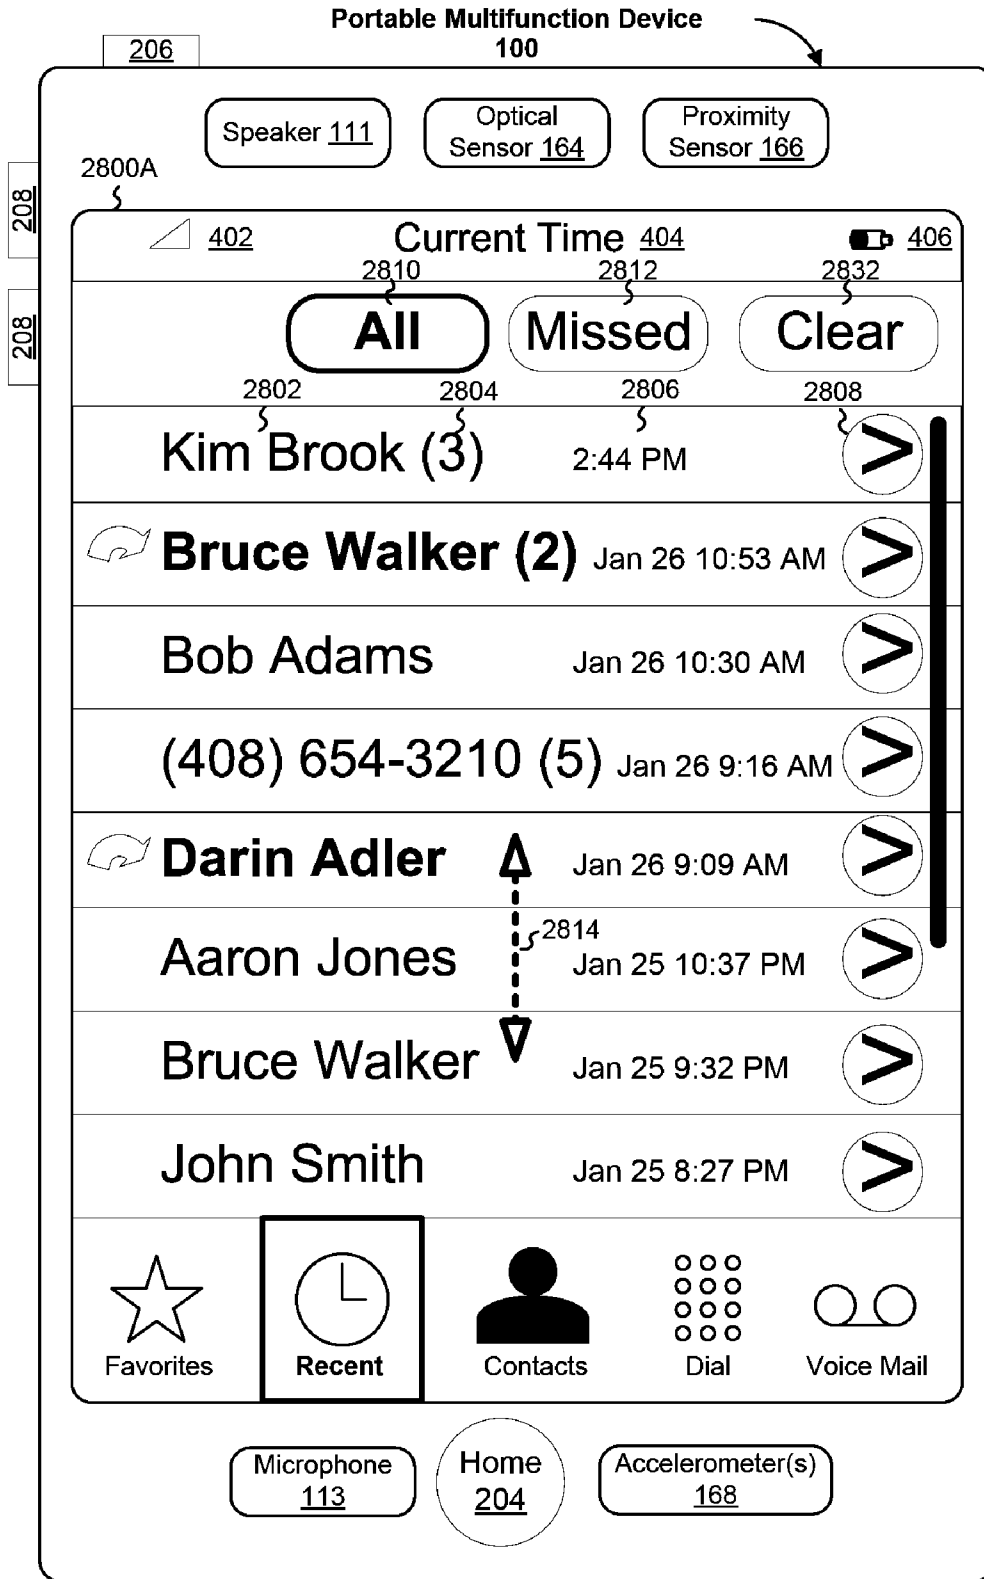 Portable Multifunction Device
100
206
Speaker 111
Optical
Sensor 164
Proximity
Sensor 166
2800A
208
208
402
Current Time 404
406
2810
2812
2832
All
Missed
Clear
2802
2804
2806
2808
Kim Brook (3) 2:44 PM >
Bruce Walker (2) Jan 26 10:53 AM >
Bob Adams Jan 26 10:30 AM >
(408) 654-3210 (5) Jan 26 9:16 AM >
Darin Adler Jan 26 9:09 AM >
2814
Aaron Jones Jan 25 10:37 PM >
Bruce Walker Jan 25 9:32 PM >
John Smith Jan 25 8:27 PM >
Favorites
Recent
Contacts
Dial
Voice Mail
Microphone
113
Home
204
Accelerometer(s)
168